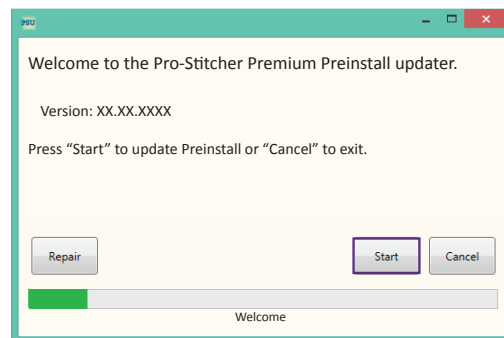 PSU
Welcome to the Pro-Stitcher Premium Preinstall updater.
Version: XX.XX.XXXX
Press “Start” to update Preinstall or “Cancel” to exit.
Repair
Start
Cancel
Welcome